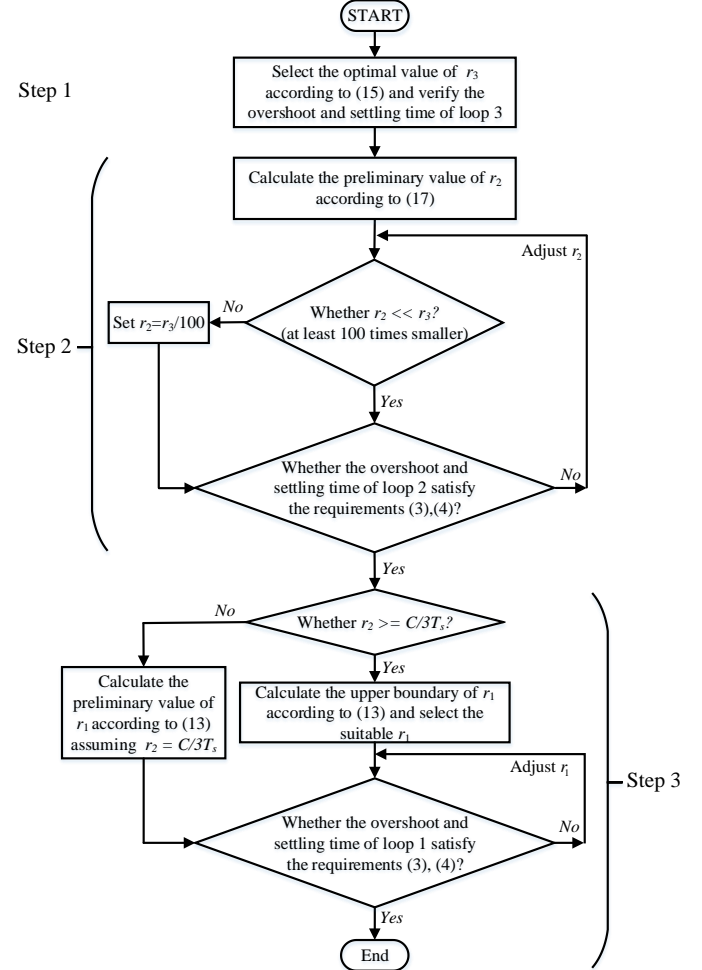 START
Step 1
Select the optimal value of r₃
according to (15) and verify the
overshoot and settling time of loop 3
Calculate the preliminary value of r₂
according to (17)
Adjust r₂
Whether r₂ << r₃?
(at least 100 times smaller)
No
Set r₂=r₃/100
Step 2
Yes
Whether the overshoot and
settling time of loop 2 satisfy
the requirements (3),(4)?
No
Yes
Whether r₂ >= C/3Tₛ?
No
Yes
Calculate the
preliminary value of
r₁ according to (13)
assuming r₂ = C/3Tₛ
Calculate the upper boundary of r₁
according to (13) and select the
suitable r₁
Adjust r₁
Step 3
Whether the overshoot and
settling time of loop 1 satisfy
the requirements (3), (4)?
No
Yes
End